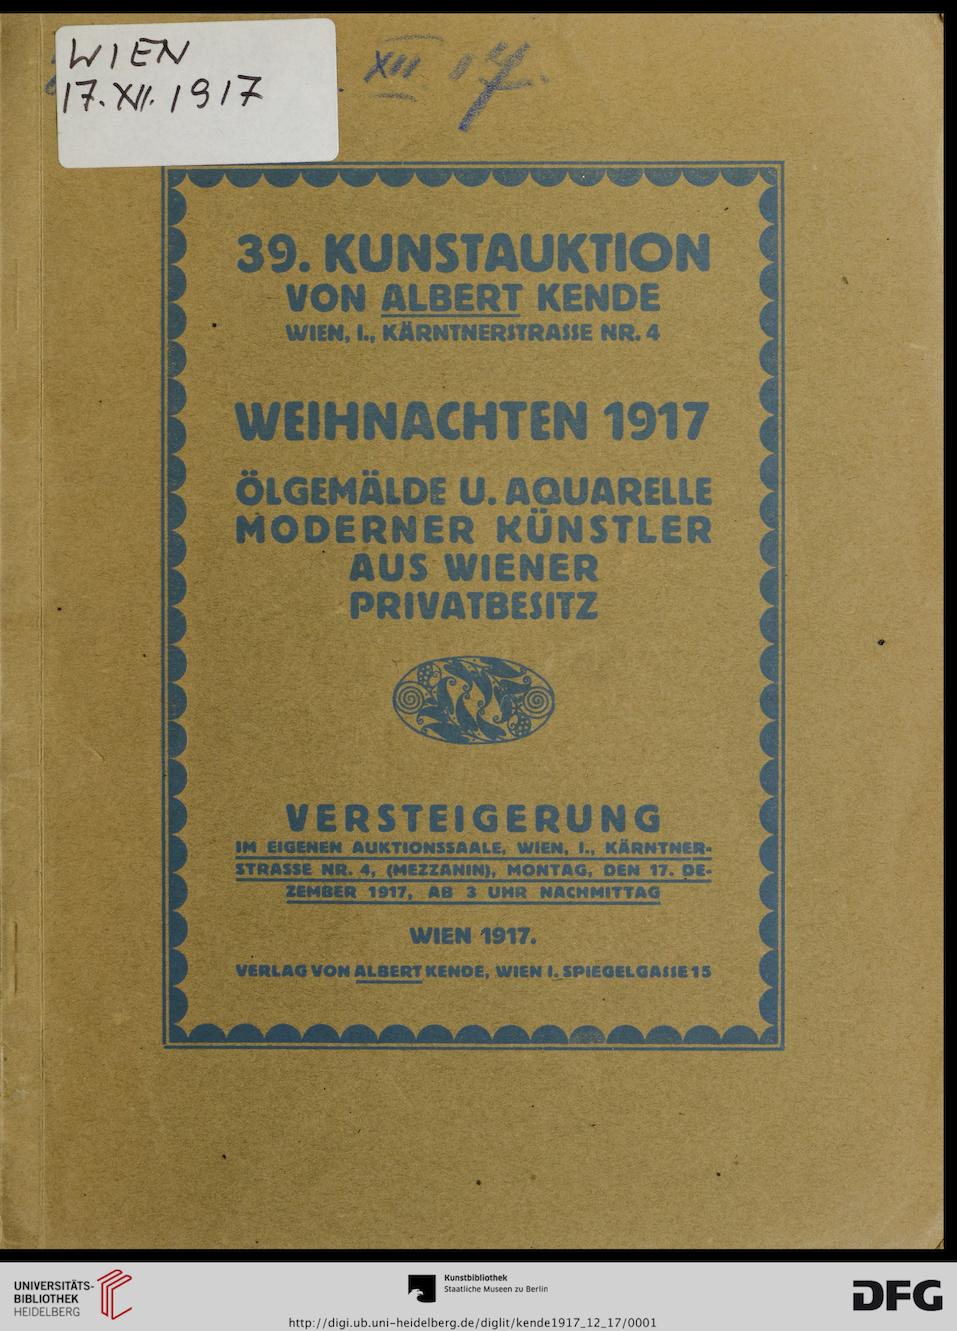 WIEN
17. XII. 1917
XII 17.
39. KUNSTAUKTION
VON ALBERT KENDE
WIEN, I., KÄRNTNERSTRASSE NR. 4
WEIHNACHTEN 1917
ÖLGEMÄLDE U. AQUARELLE
MODERNER KÜNSTLER
AUS WIENER
PRIVATBESITZ
VERSTEIGERUNG
IM EIGENEN AUKTIONSSAALE, WIEN, I., KÄRNTNER-
STRASSE NR. 4, (MEZZANIN), MONTAG, DEN 17. DE-
ZEMBER 1917, AB 3 UHR NACHMITTAG
WIEN 1917.
VERLAG VON ALBERT KENDE, WIEN I. SPIEGELGASSE 15
UNIVERSITÄTS-
BIBLIOTHEK
HEIDELBERG
Kunstbibliothek
Staatliche Museen zu Berlin
DFG
http://digi.ub.uni-heidelberg.de/diglit/kende1917_12_17/0001